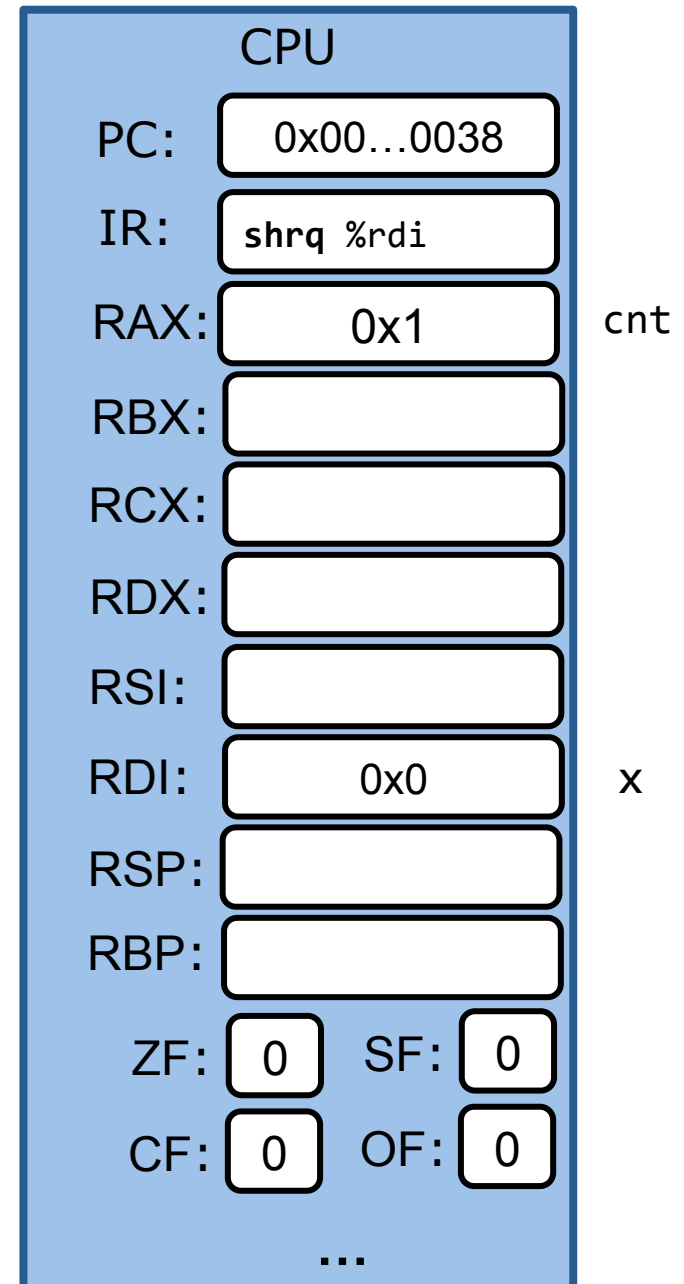 CPU
PC: 0x00...0038
IR: shrq %rdi
RAX: 0x1 cnt
RBX:
RCX:
RDX:
RSI:
RDI: 0x0 x
RSP:
RBP:
ZF: 0 SF: 0
CF: 0 OF: 0
...